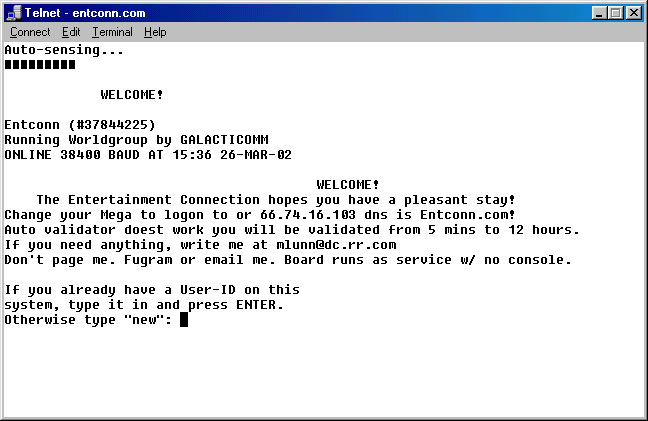 Telnet - entconn.com
Connect Edit Terminal Help
Auto-sensing...
WELCOME!
Entconn (#37844225)
Running Worldgroup by GALACTICOMM
ONLINE 38400 BAUD AT 15:36 26-MAR-02
WELCOME!
The Entertainment Connection hopes you have a pleasant stay!
Change your Mega to logon to or 66.74.16.103 dns is Entconn.com!
Auto validator doest work you will be validated from 5 mins to 12 hours.
If you need anything, write me at mlunn@dc.rr.com
Don't page me. Fugram or email me. Board runs as service w/ no console.
If you already have a User-ID on this
system, type it in and press ENTER.
Otherwise type "new":